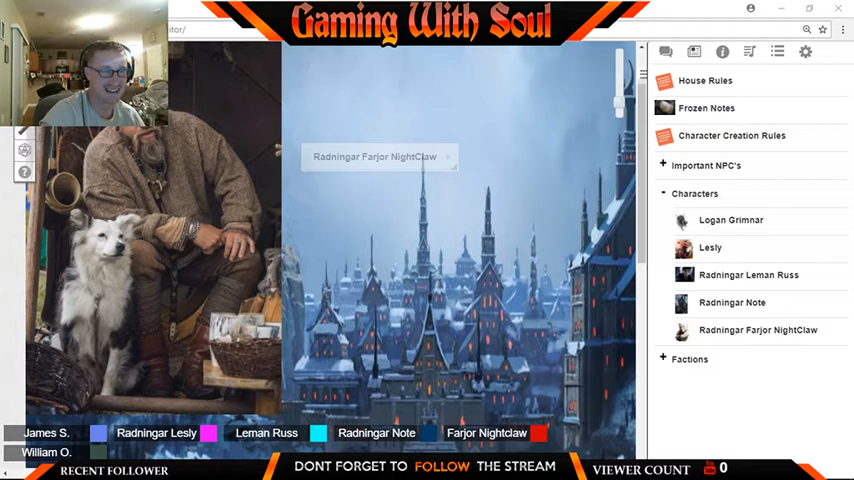 Gaming With Soul
itor/
House Rules
Frozen Notes
Character Creation Rules
Important NPC's
Characters
Logan Grimnar
Lesly
Radningar Leman Russ
Radningar Note
Radningar Farjor NightClaw
Factions
Radningar Farjor NightClaw
James S.
Radningar Lesly
Leman Russ
Radningar Note
Farjor Nightclaw
William O.
RECENT FOLLOWER
DONT FORGET TO FOLLOW THE STREAM
VIEWER COUNT 0